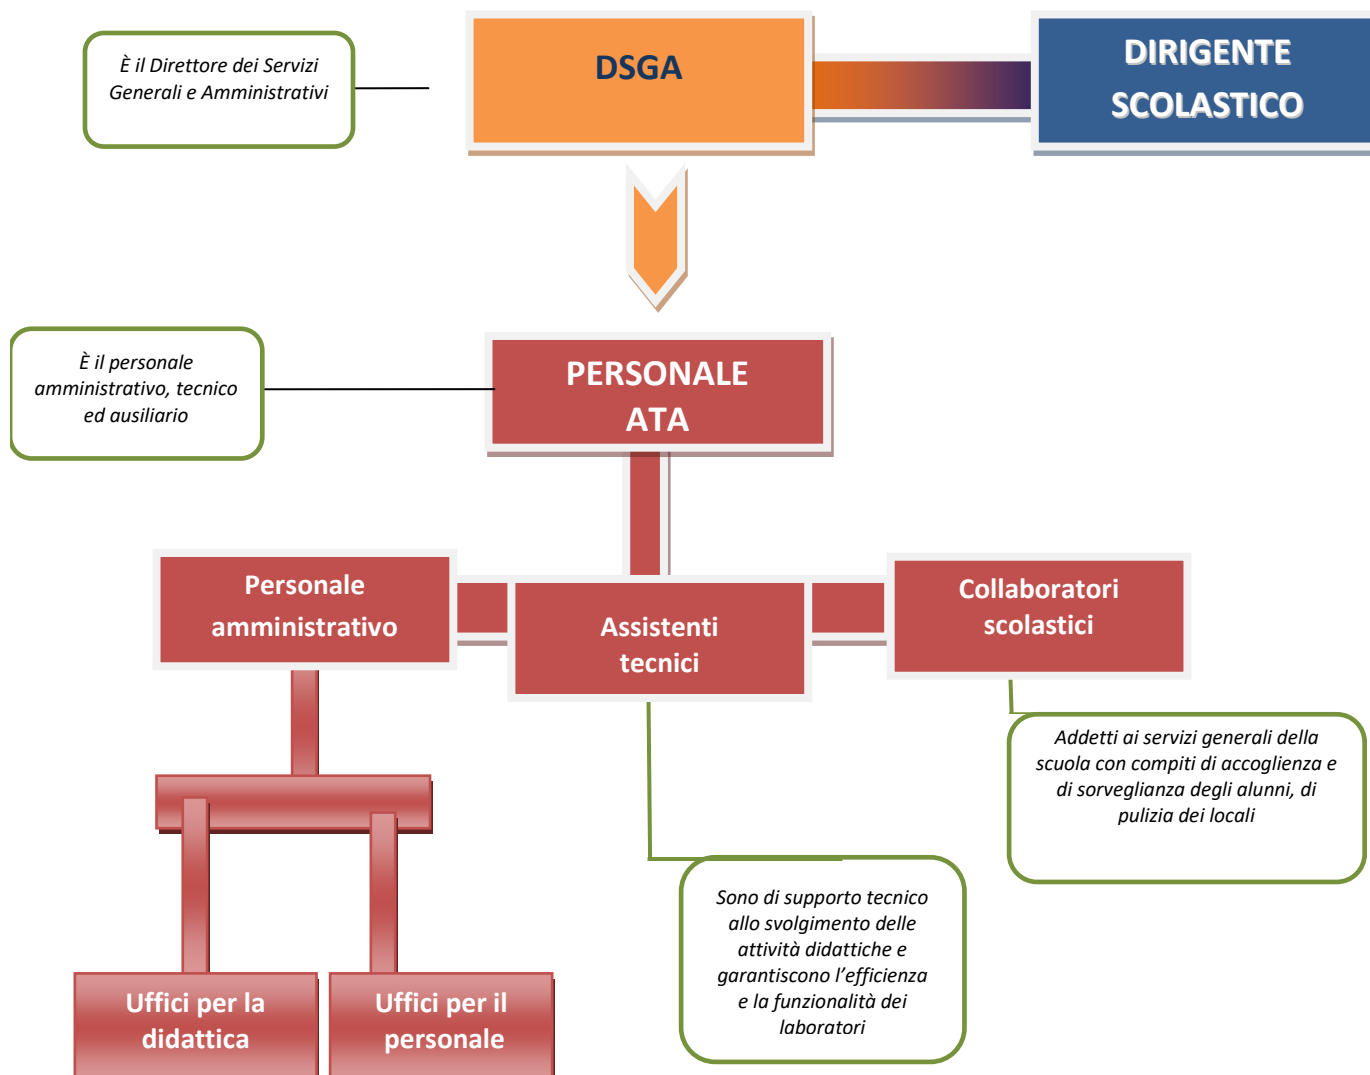 È il Direttore dei Servizi
Generali e Amministrativi
DSGA
DIRIGENTE
SCOLASTICO
È il personale
amministrativo, tecnico
ed ausiliario
PERSONALE
ATA
Personale
amministrativo
Assistenti
tecnici
Collaboratori
scolastici
Addetti ai servizi generali della
scuola con compiti di accoglienza e
di sorveglianza degli alunni, di
pulizia dei locali
Sono di supporto tecnico
allo svolgimento delle
attività didattiche e
garantiscono l’efficienza
e la funzionalità dei
laboratori
Uffici per la
didattica
Uffici per il
personale